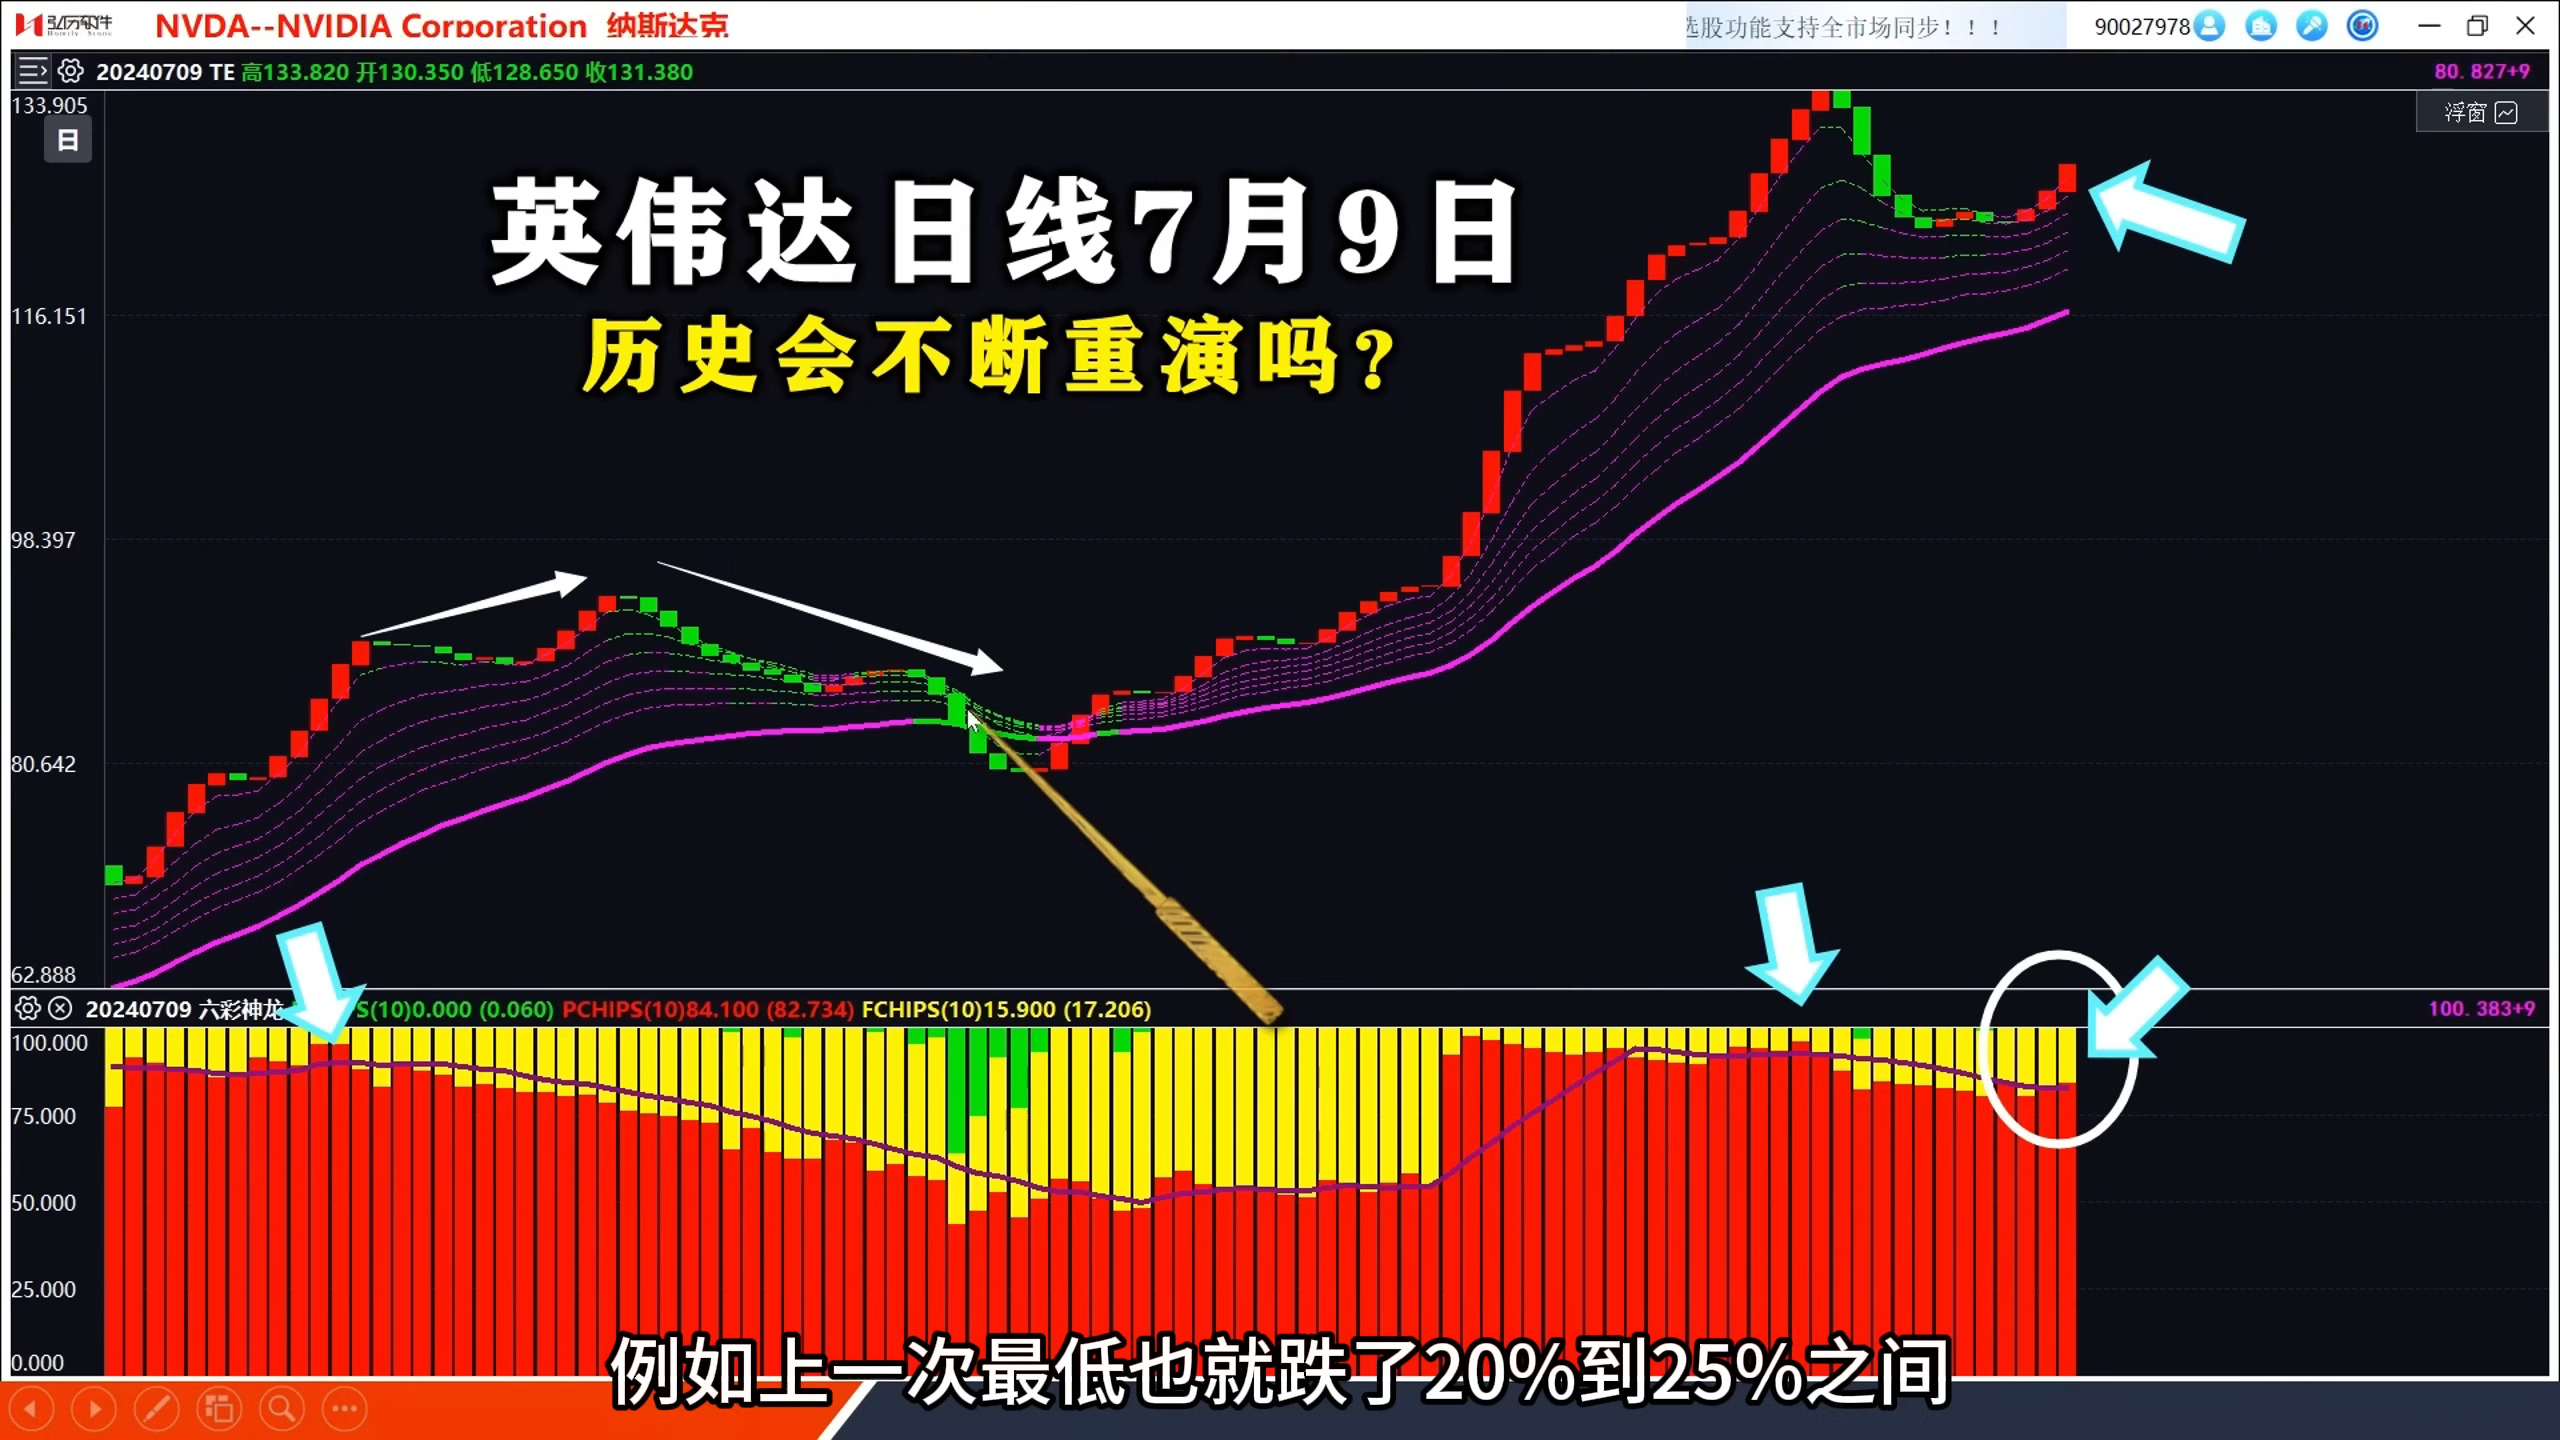 弘历软件
Homily Stone
NVDA--NVIDIA Corporation 纳斯达克
选股功能支持全市场同步！！！
90027978
20240709 TE 高133.820 开130.350 低128.650 收131.380
80.827+9
133.905
日
浮窗
英伟达日线7月9日
116.151
历史会不断重演吗?
98.397
80.642
62.888
20240709 六彩神龙 S(10)0.000 (0.060) PCHIPS(10)84.100 (82.734) FCHIPS(10)15.900 (17.206)
100.383+9
100.000
75.000
50.000
25.000
0.000
例如上一次最低也就跌了20%到25%之间